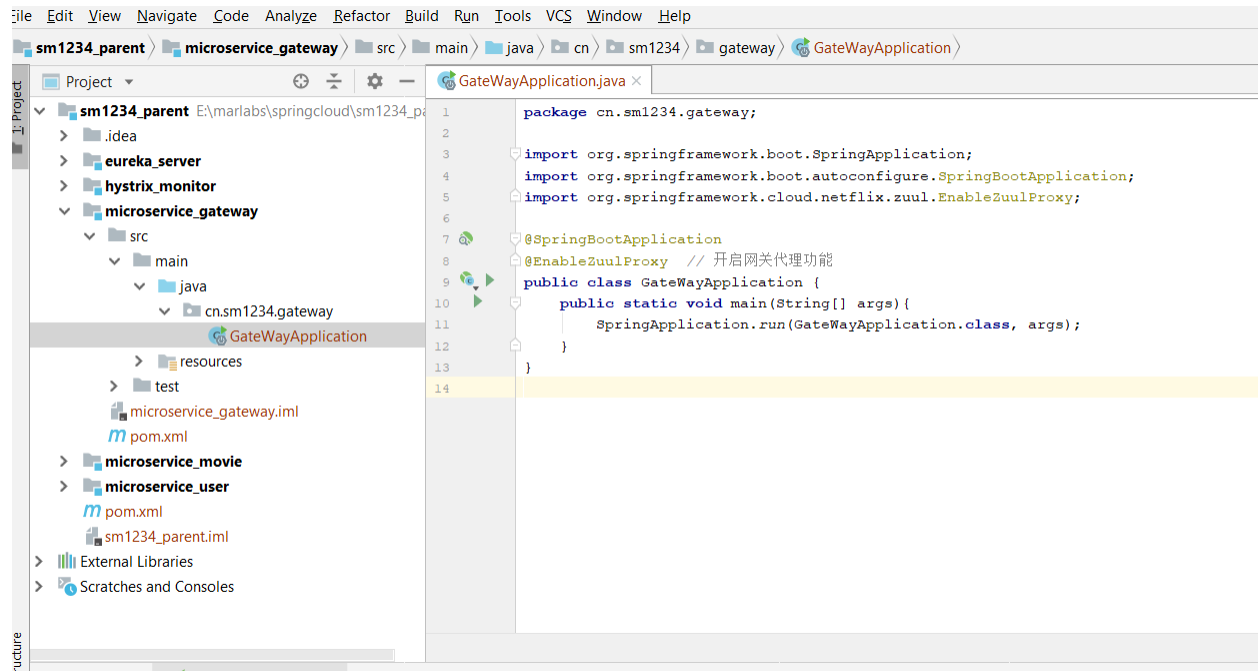 File Edit View Navigate Code Analyze Refactor Build Run Tools VCS Window Help
sm1234_parent microservice_gateway src main java cn sm1234 gateway GateWayApplication
1: Project
Project
GateWayApplication.java
sm1234_parent E:\marlabs\springcloud\sm1234_pa
.idea
eureka_server
hystrix_monitor
microservice_gateway
src
main
java
cn.sm1234.gateway
GateWayApplication
resources
test
microservice_gateway.iml
pom.xml
microservice_movie
microservice_user
pom.xml
sm1234_parent.iml
External Libraries
Scratches and Consoles
ructure
1 package cn.sm1234.gateway;
2
3 import org.springframework.boot.SpringApplication;
4 import org.springframework.boot.autoconfigure.SpringBootApplication;
5 import org.springframework.cloud.netflix.zuul.EnableZuulProxy;
6
7 @SpringBootApplication
8 @EnableZuulProxy // 开启网关代理功能
9 public class GateWayApplication {
10 public static void main(String[] args){
11 SpringApplication.run(GateWayApplication.class, args);
12 }
13 }
14